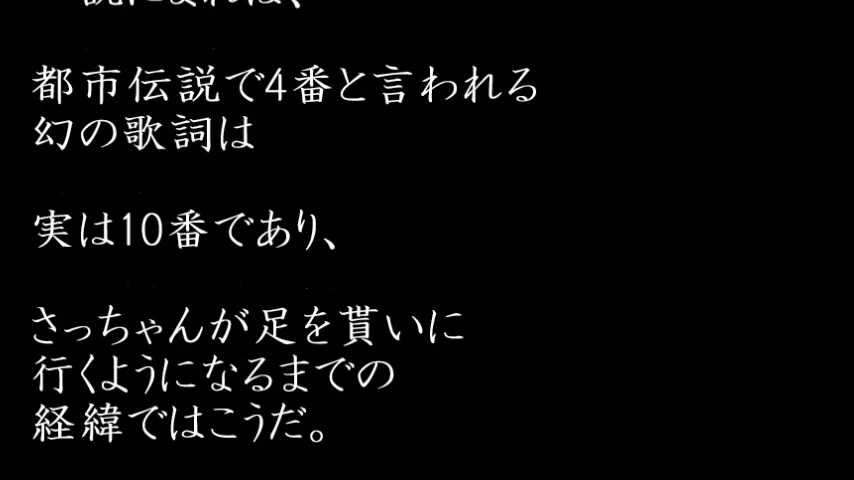 都市伝説で4番と言われる
幻の歌詞は
実は10番であり、
さっちゃんが足を貰いに
行くようになるまでの
経緯ではこうだ。